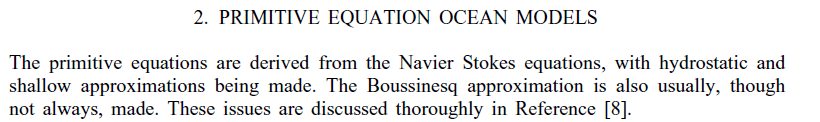 2. PRIMITIVE EQUATION OCEAN MODELS
The primitive equations are derived from the Navier Stokes equations, with hydrostatic and
shallow approximations being made. The Boussinesq approximation is also usually, though
not always, made. These issues are discussed thoroughly in Reference [8].